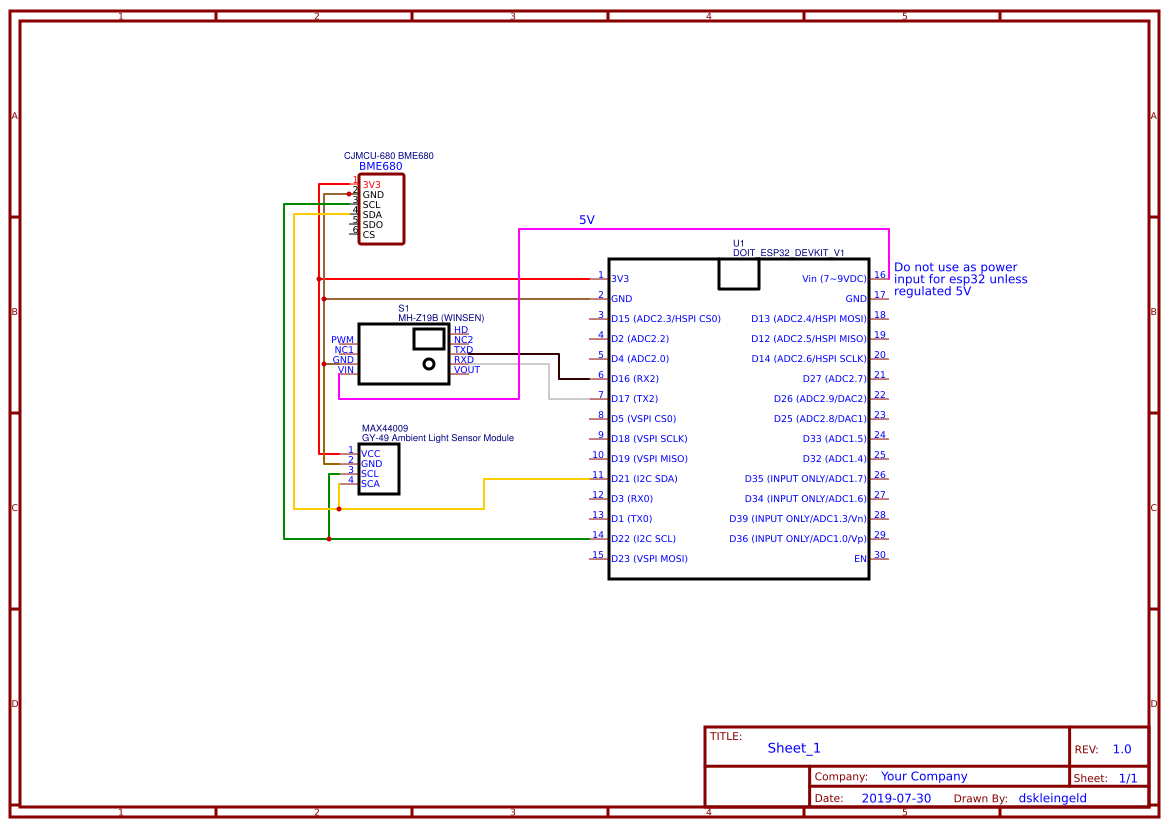 1 2 3 4 5
A A
B B
C C
D D
CJMCU-680 BME680
BME680
1 3V3
2 GND
3 SCL
4 SDA
5 SDO
6 CS
5V
U1
DOIT_ESP32_DEVKIT_V1
1 3V3
2 GND
3 D15 (ADC2.3/HSPI CS0)
4 D2 (ADC2.2)
5 D4 (ADC2.0)
6 D16 (RX2)
7 D17 (TX2)
8 D5 (VSPI CS0)
9 D18 (VSPI SCLK)
10 D19 (VSPI MISO)
11 D21 (I2C SDA)
12 D3 (RX0)
13 D1 (TX0)
14 D22 (I2C SCL)
15 D23 (VSPI MOSI)
Vin (7~9VDC) 16
GND 17
D13 (ADC2.4/HSPI MOSI) 18
D12 (ADC2.5/HSPI MISO) 19
D14 (ADC2.6/HSPI SCLK) 20
D27 (ADC2.7) 21
D26 (ADC2.9/DAC2) 22
D25 (ADC2.8/DAC1) 23
D33 (ADC1.5) 24
D32 (ADC1.4) 25
D35 (INPUT ONLY/ADC1.7) 26
D34 (INPUT ONLY/ADC1.6) 27
D39 (INPUT ONLY/ADC1.3/Vn) 28
D36 (INPUT ONLY/ADC1.0/Vp) 29
EN 30
Do not use as power
input for esp32 unless
regulated 5V
S1
MH-Z19B (WINSEN)
PWM
NC1
GND
VIN
HD
NC2
TXD
RXD
VOUT
MAX44009
GY-49 Ambient Light Sensor Module
1 VCC
2 GND
3 SCL
4 SCA
TITLE:
Sheet_1
REV: 1.0
Company: Your Company
Sheet: 1/1
Date: 2019-07-30 Drawn By: dskleingeld
1 2 3 4 5